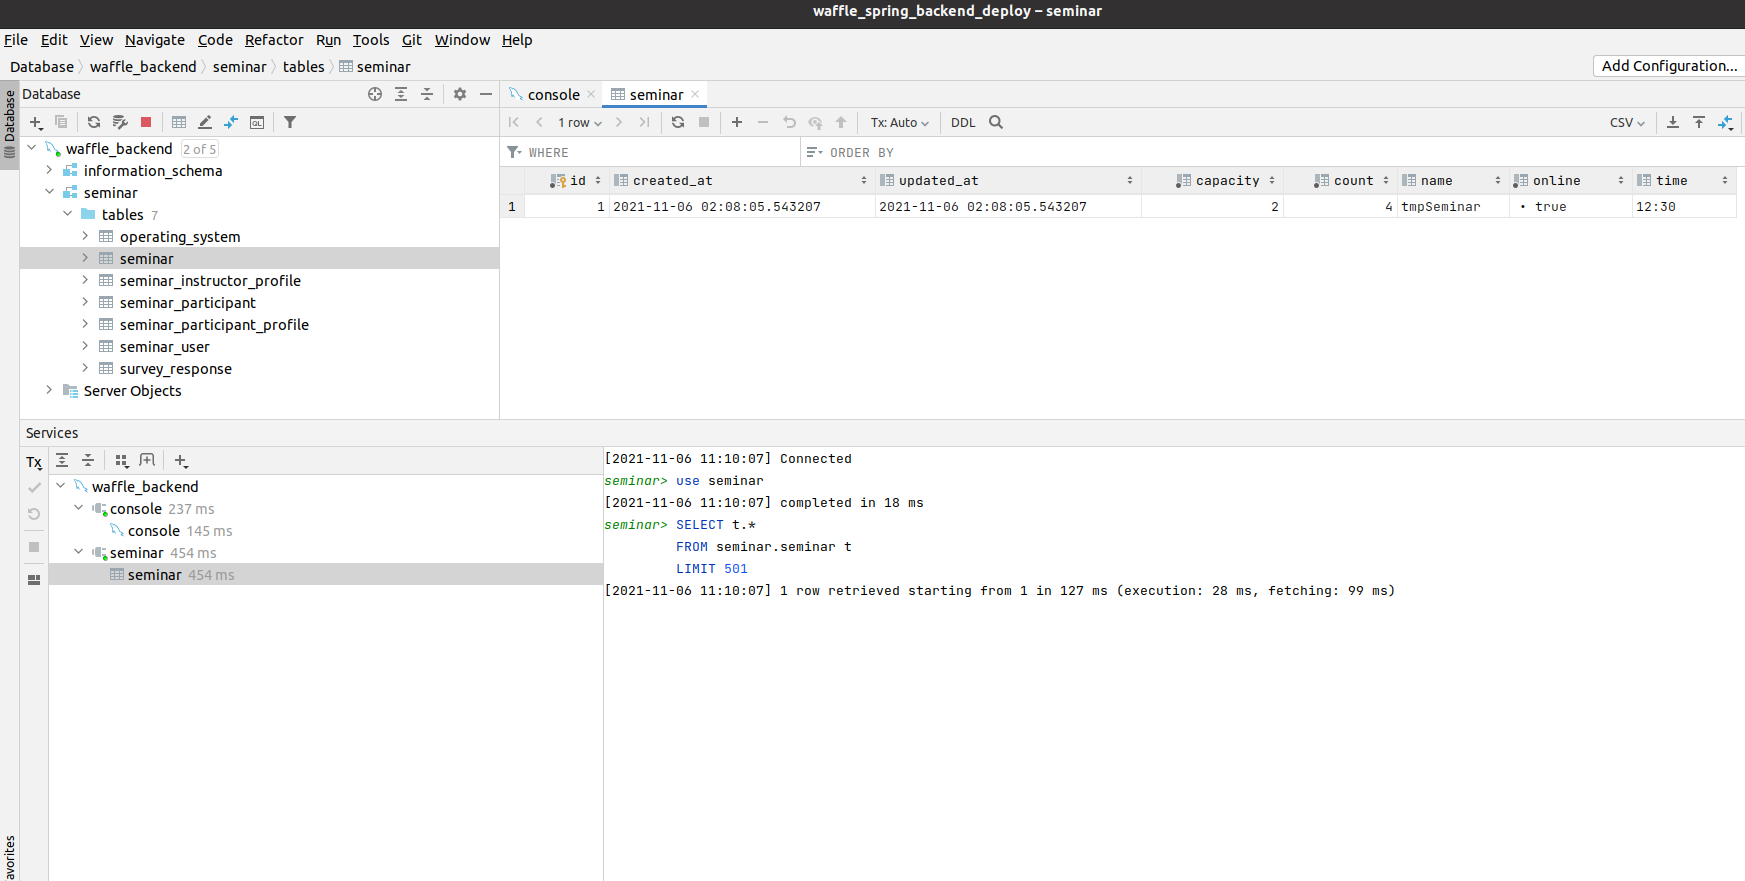 waffle_spring_backend_deploy – seminar
File Edit View Navigate Code Refactor Run Tools Git Window Help
Database waffle_backend seminar tables seminar Add Configuration...
Database
Database
console seminar
1 row Tx: Auto DDL CSV
WHERE ORDER BY
waffle_backend 2 of 5
information_schema
seminar
tables 7
operating_system
seminar
seminar_instructor_profile
seminar_participant
seminar_participant_profile
seminar_user
survey_response
Server Objects
id created_at updated_at capacity count name online time
1 1 2021-11-06 02:08:05.543207 2021-11-06 02:08:05.543207 2 4 tmpSeminar • true 12:30
Services
Tx
waffle_backend
console 237 ms
console 145 ms
seminar 454 ms
seminar 454 ms
[2021-11-06 11:10:07] Connected
seminar> use seminar
[2021-11-06 11:10:07] completed in 18 ms
seminar> SELECT t.*
FROM seminar.seminar t
LIMIT 501
[2021-11-06 11:10:07] 1 row retrieved starting from 1 in 127 ms (execution: 28 ms, fetching: 99 ms)
avorites